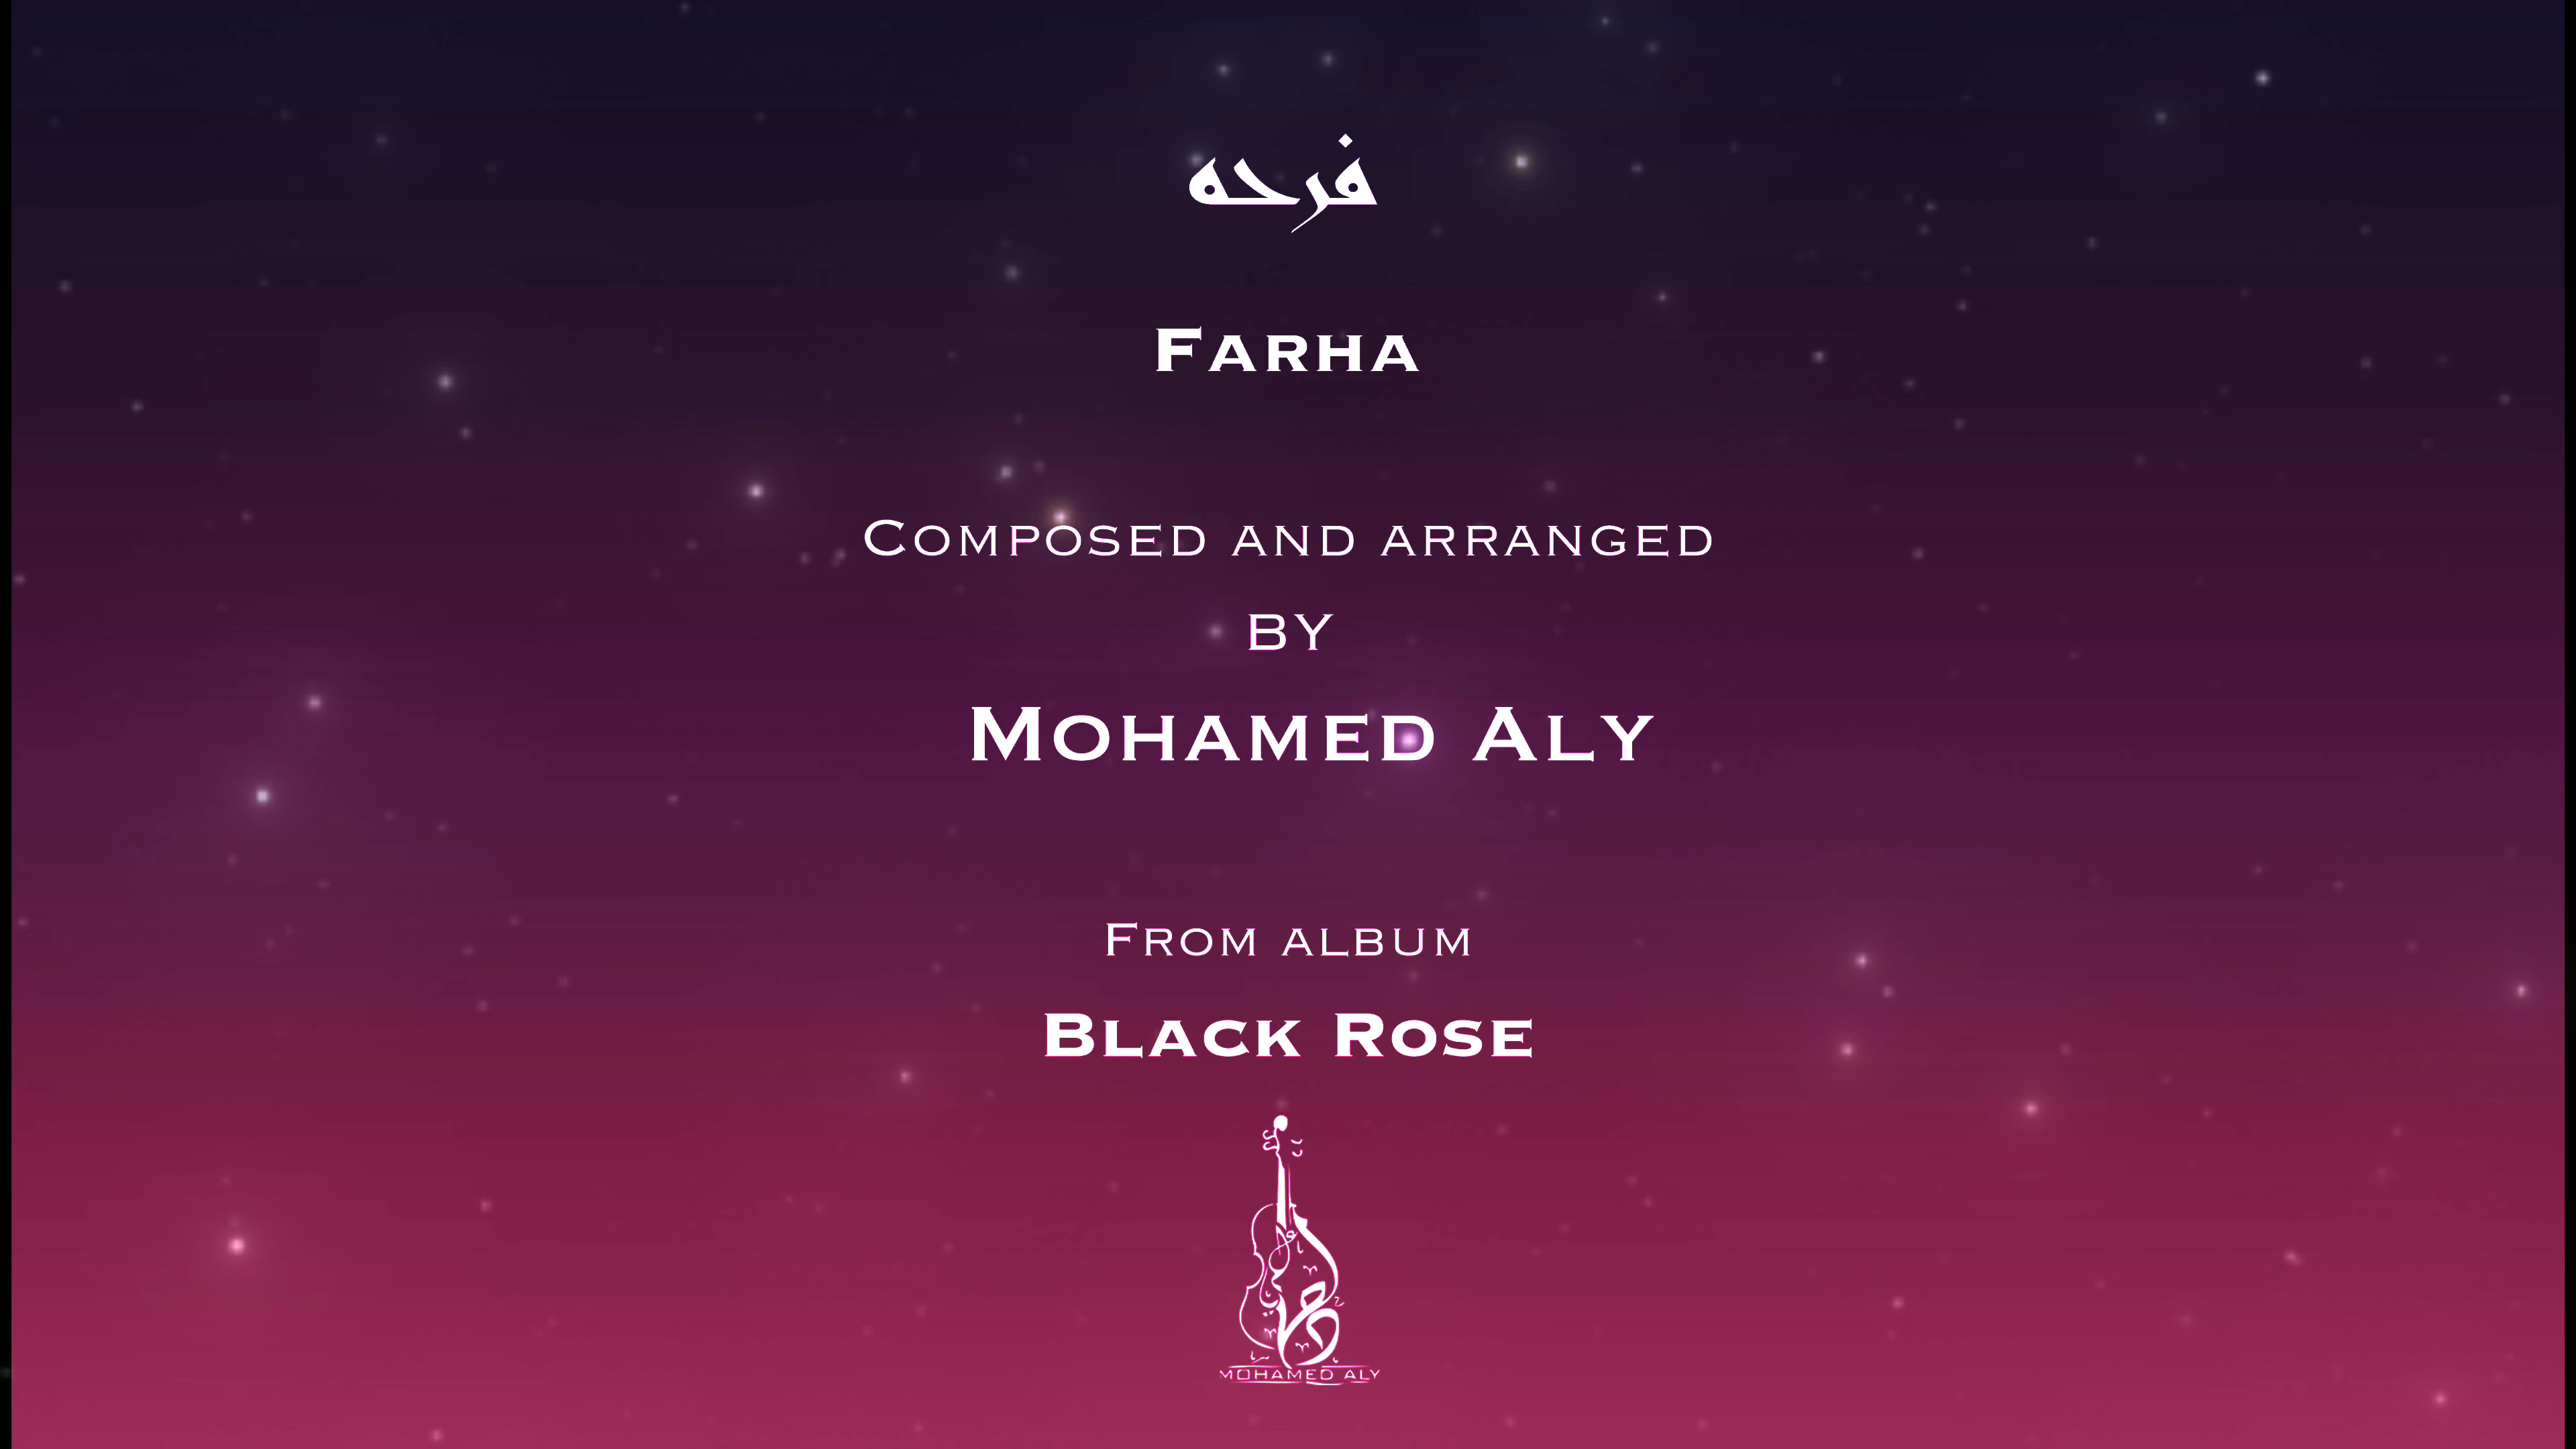 فرحه
Farha
Composed and arranged
by
Mohamed Aly
From album
Black Rose
MOHAMED ALY